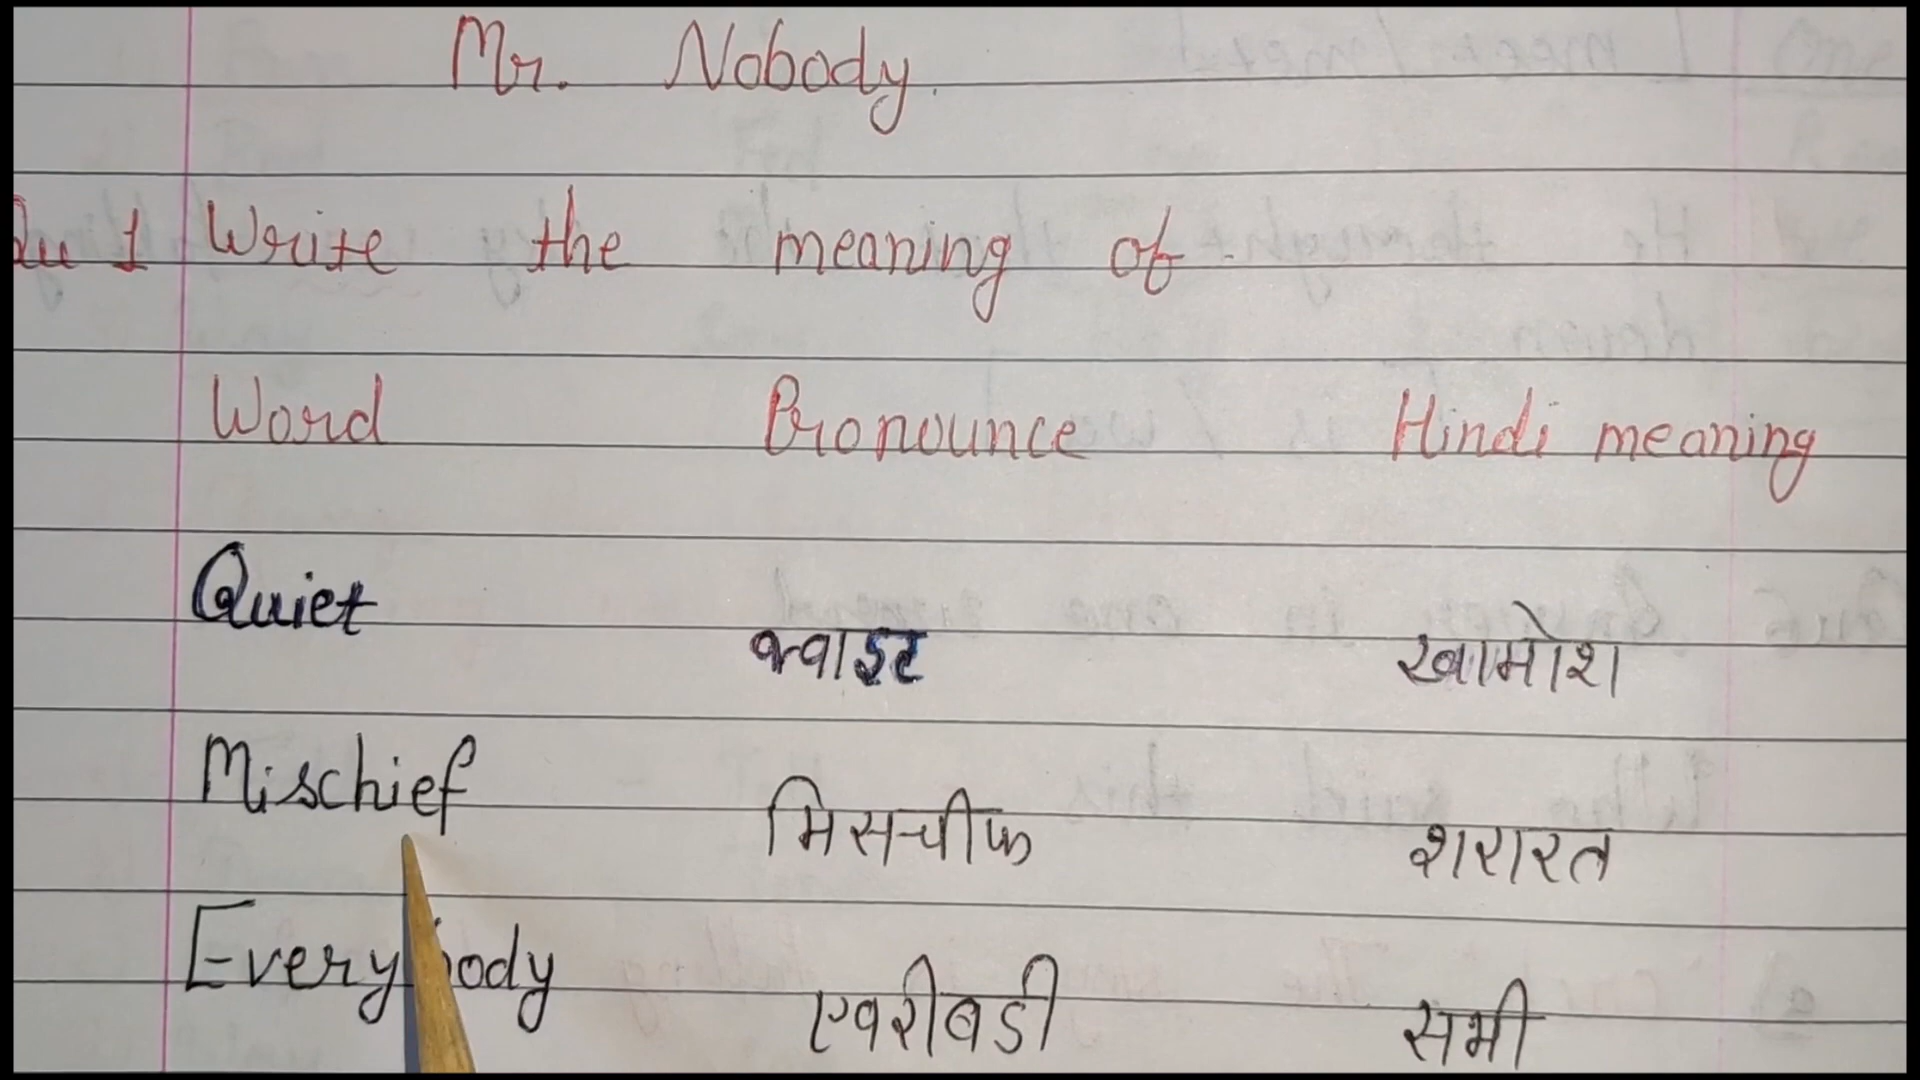 Mr. Nobody.
Qu 1 Write the meaning of.
Word Pronounce Hindi meaning
Quiet क्वाइट खामोश
Mischief मिसचीफ शरारत
Everybody एवरीबडी सभी